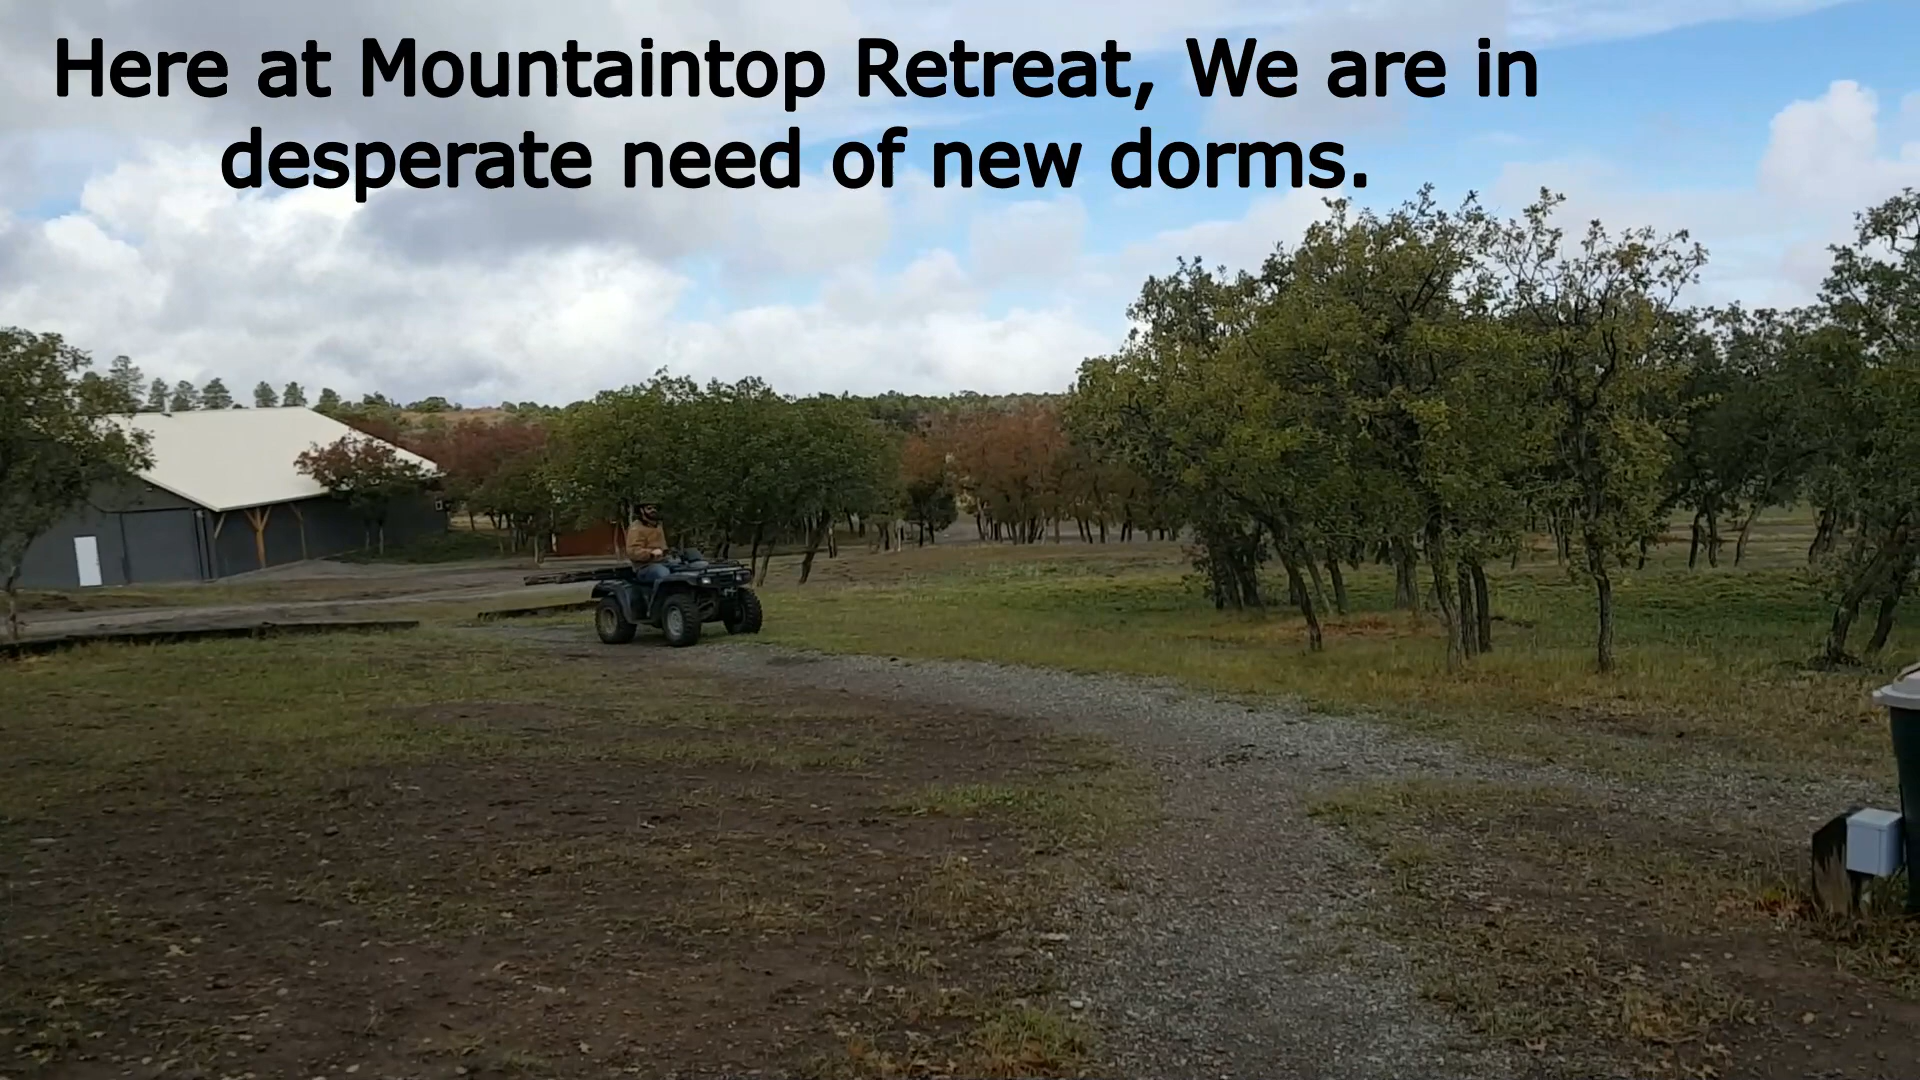 Here at Mountaintop Retreat, We are in
desperate need of new dorms.